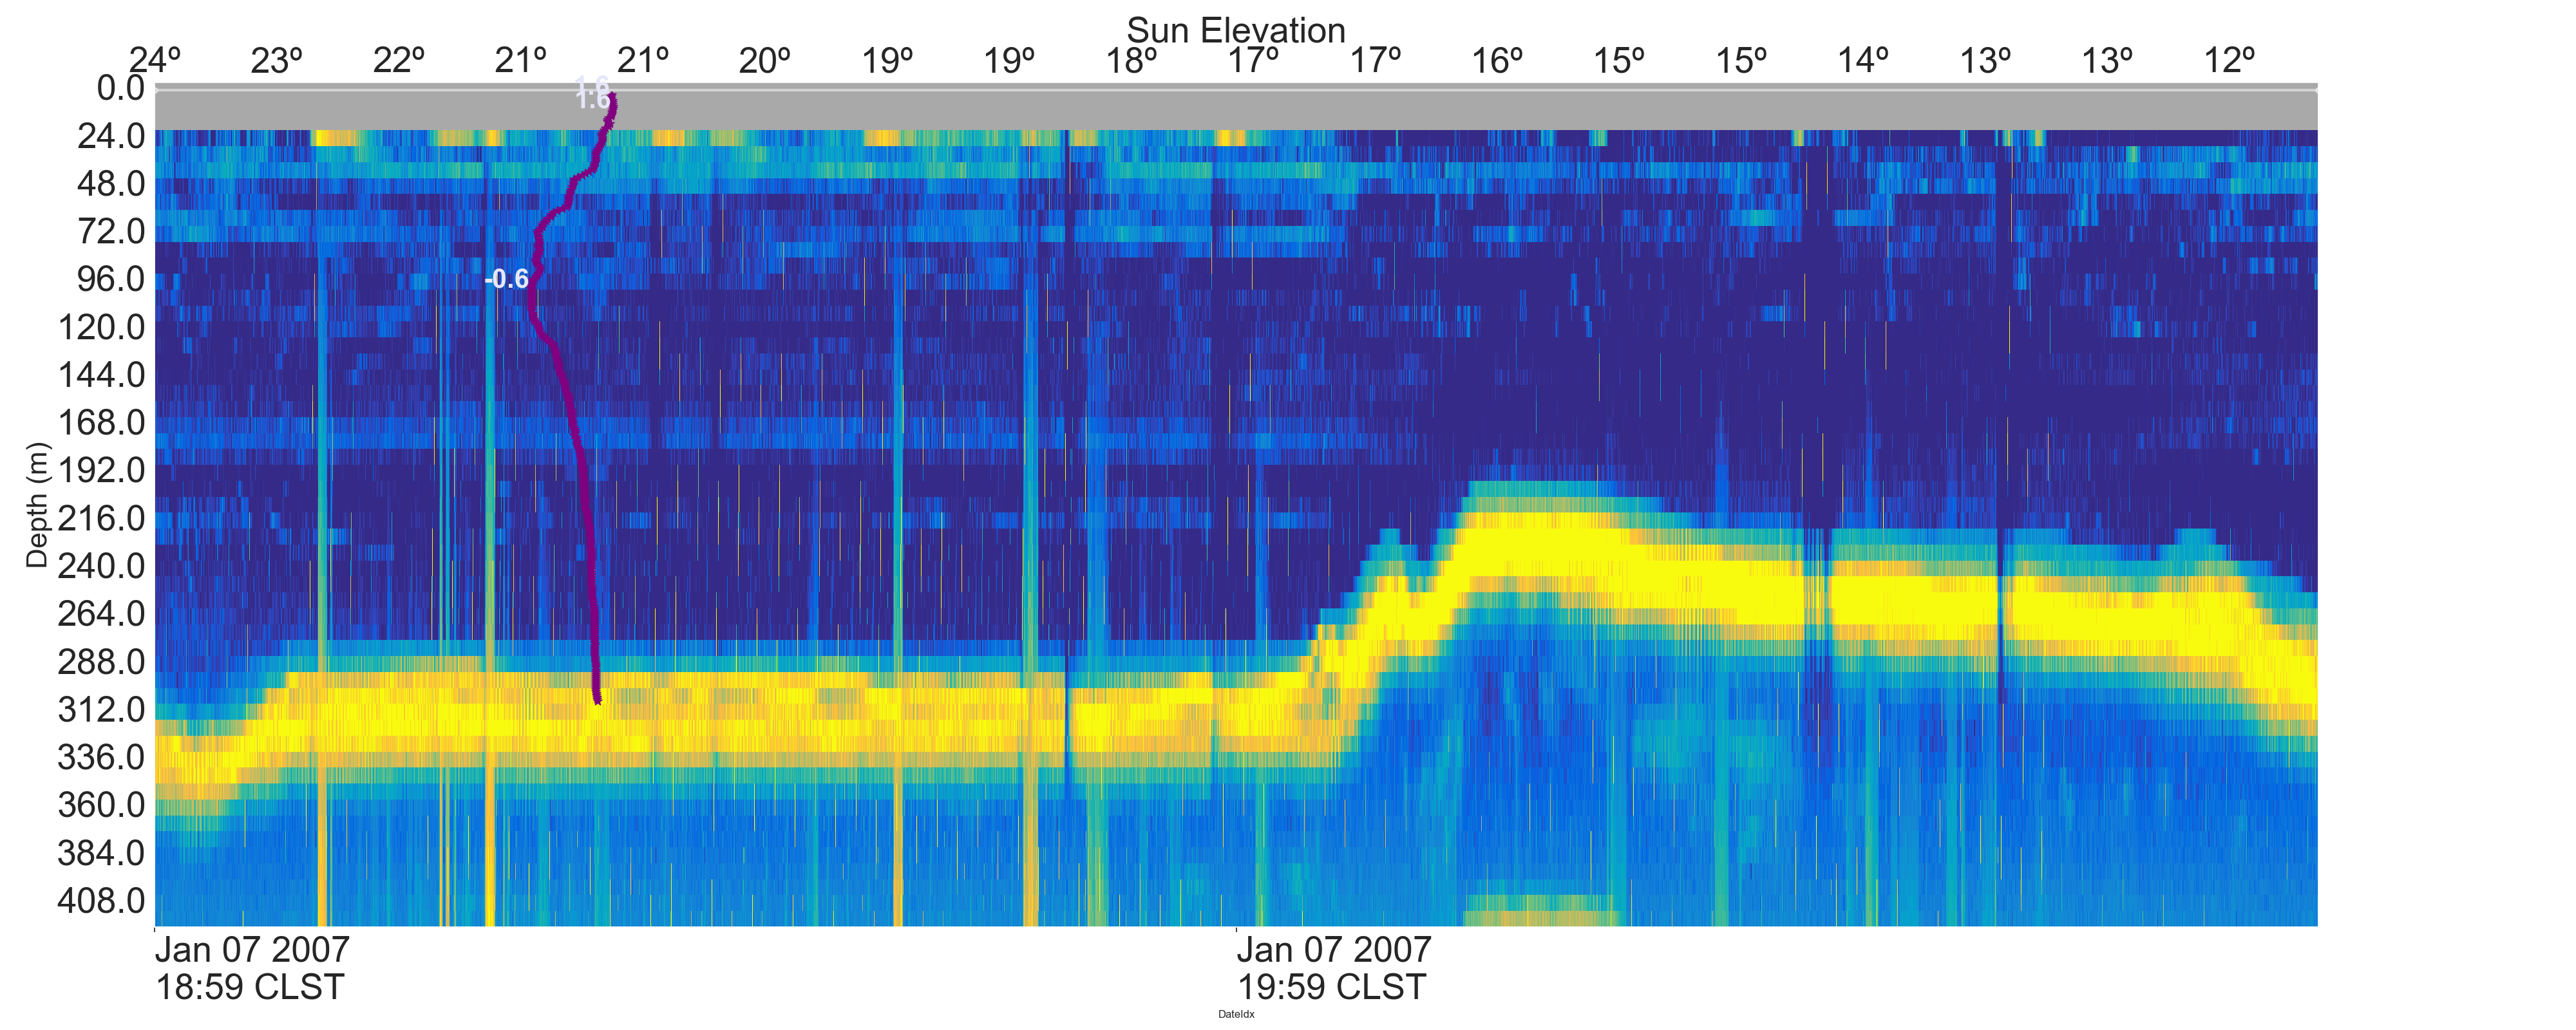 Sun Elevation
24º 23º 22º 21º 21º 20º 19º 19º 18º 17º 17º 16º 15º 15º 14º 13º 13º 12º
0.0
24.0
48.0
72.0
96.0
120.0
144.0
168.0
192.0
216.0
240.0
264.0
288.0
312.0
336.0
360.0
384.0
408.0
Depth (m)
1.6
1.6
-0.6
Jan 07 2007
18:59 CLST
Jan 07 2007
19:59 CLST
DateIdx